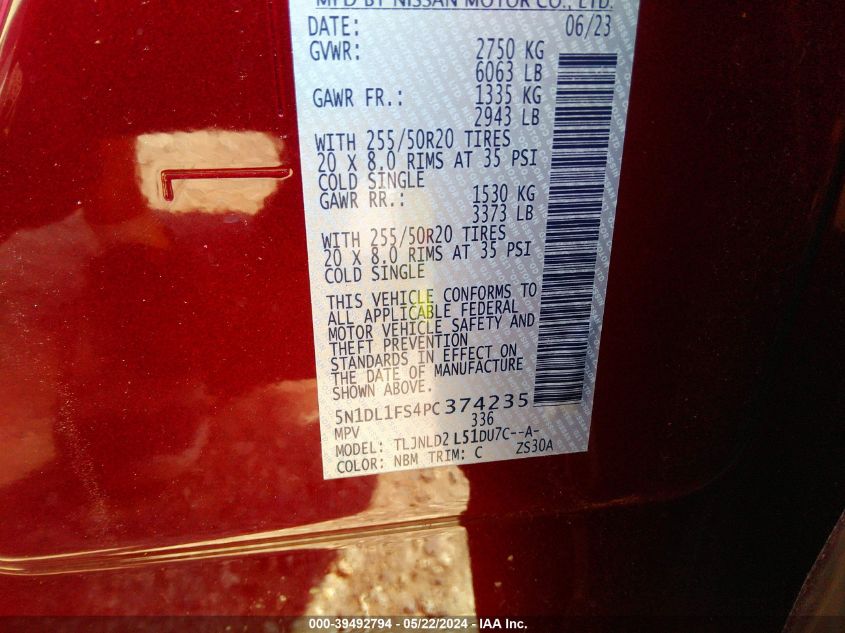 MFD BY NISSAN MOTOR CO., LTD.
DATE: 06/23
GVWR: 2750 KG
6063 LB
GAWR FR.: 1335 KG
2943 LB
WITH 255/50R20 TIRES
20 X 8.0 RIMS AT 35 PSI
COLD SINGLE
GAWR RR.: 1530 KG
3373 LB
WITH 255/50R20 TIRES
20 X 8.0 RIMS AT 35 PSI
COLD SINGLE
THIS VEHICLE CONFORMS TO
ALL APPLICABLE FEDERAL
MOTOR VEHICLE SAFETY AND
THEFT PREVENTION
STANDARDS IN EFFECT ON
THE DATE OF MANUFACTURE
SHOWN ABOVE.
5N1DL1FS4PC374235
MPV 336
MODEL: TLJNLD2 L51DU7C--A-
COLOR: NBM TRIM: C ZS30A
000-39492794 - 05/22/2024 - IAA Inc.